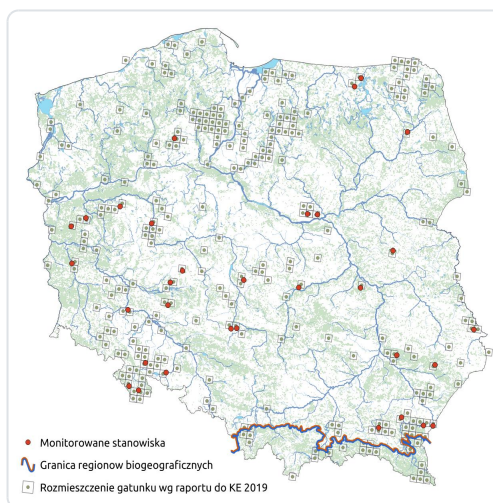 Monitorowane stanowiska
Granica regionow biogeograficznych
Rozmieszczenie gatunku wg raportu do KE 2019